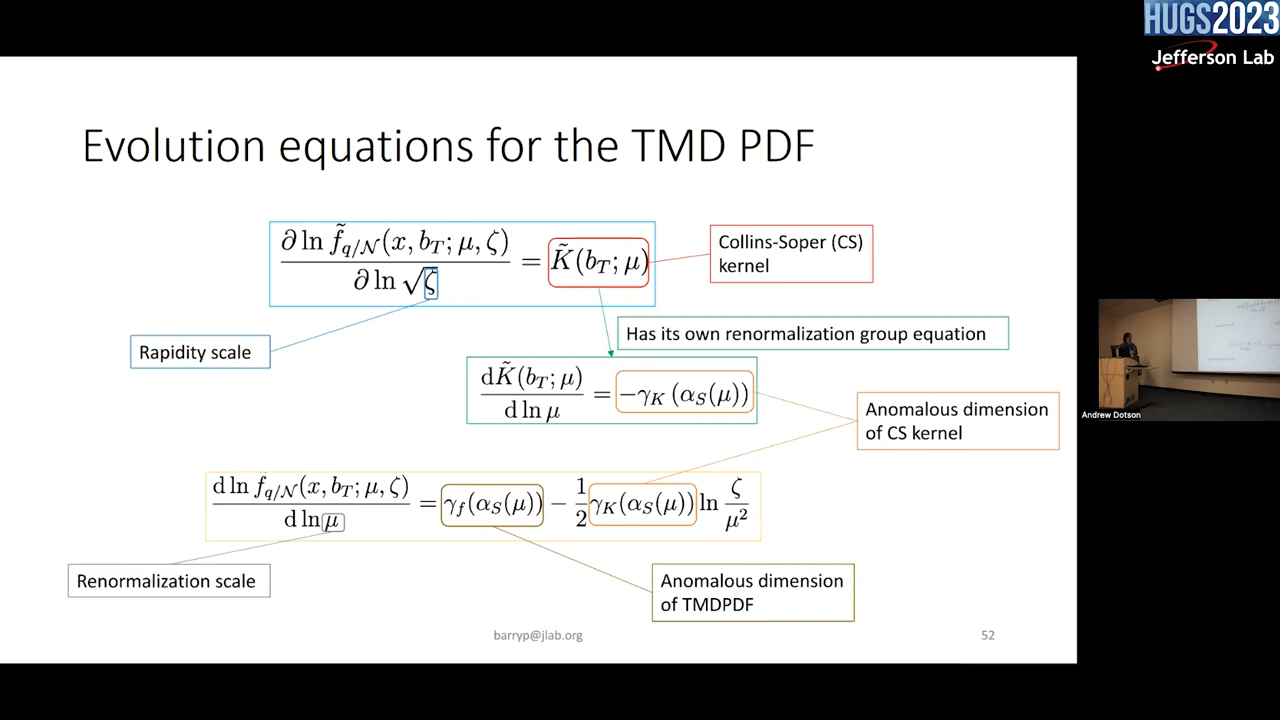 HUGS2023
Jefferson Lab
Evolution equations for the TMD PDF
∂ ln f̃_{q/N}(x, b_T; μ, ζ) / ∂ ln √ζ = K̃(b_T; μ)
Collins-Soper (CS)
kernel
Has its own renormalization group equation
Rapidity scale
dK̃(b_T; μ) / d ln μ = −γ_K (α_S(μ))
Anomalous dimension
of CS kernel
d ln f̃_{q/N}(x, b_T; μ, ζ) / d ln μ = γ_f(α_S(μ)) − 1/2 γ_K(α_S(μ)) ln ζ/μ²
Renormalization scale
Anomalous dimension
of TMDPDF
barryp@jlab.org
52
Andrew Dotson